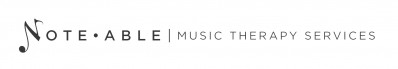 NOTE • ABLE | MUSIC THERAPY SERVICES